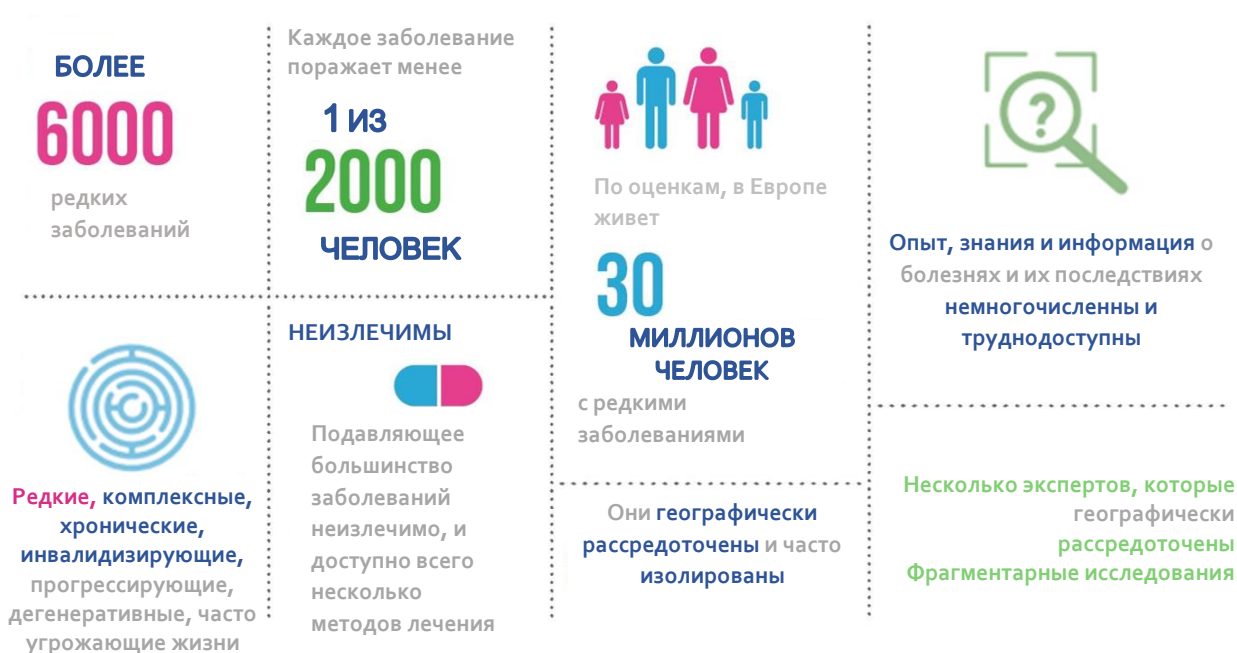 БОЛЕЕ
6000
редких
заболеваний
Каждое заболевание
поражает менее
1 ИЗ
2000
ЧЕЛОВЕК
По оценкам, в Европе
живет
30
МИЛЛИОНОВ
ЧЕЛОВЕК
с редкими
заболеваниями
?
Опыт, знания и информация о
болезнях и их последствиях
немногочисленны и
труднодоступны
Редкие, комплексные,
хронические,
инвалидизирующие,
прогрессирующие,
дегенеративные, часто
угрожающие жизни
НЕИЗЛЕЧИМЫ
Подавляющее
большинство
заболеваний
неизлечимо, и
доступно всего
несколько
методов лечения
Они географически
рассредоточены и часто
изолированы
Несколько экспертов, которые
географически
рассредоточены
Фрагментарные исследования